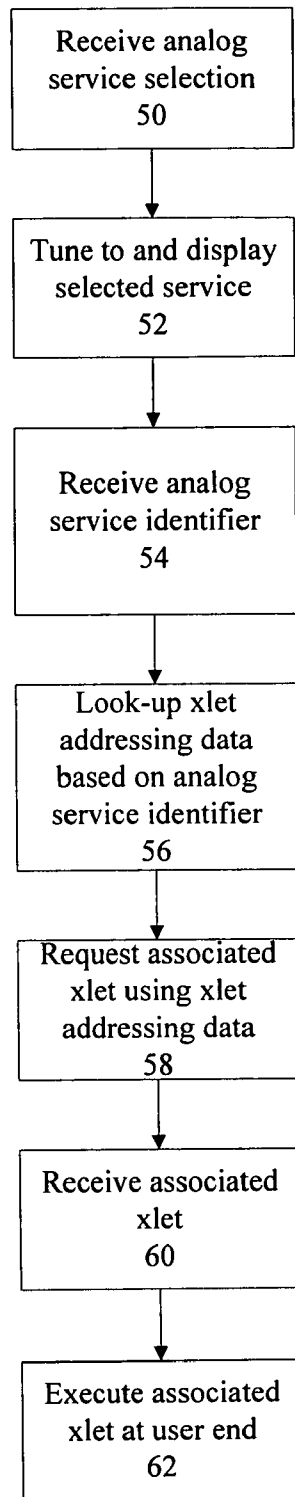 Receive analog
service selection
50
Tune to and display
selected service
52
Receive analog
service identifier
54
Look-up xlet
addressing data
based on analog
service identifier
56
Request associated
xlet using xlet
addressing data
58
Receive associated
xlet
60
Execute associated
xlet at user end
62